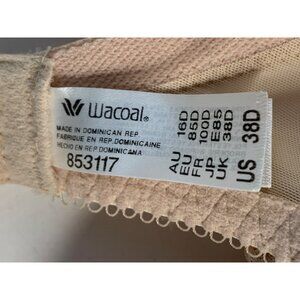 Wacoal
MADE IN DOMINICAN REP.
FABRIQUE EN REP. DOMINICAINE
HECHO EN REP. DOMINICANA
853117
AU 16D
EU 85D
FR 100D
JP E85
UK 38D
US 38D